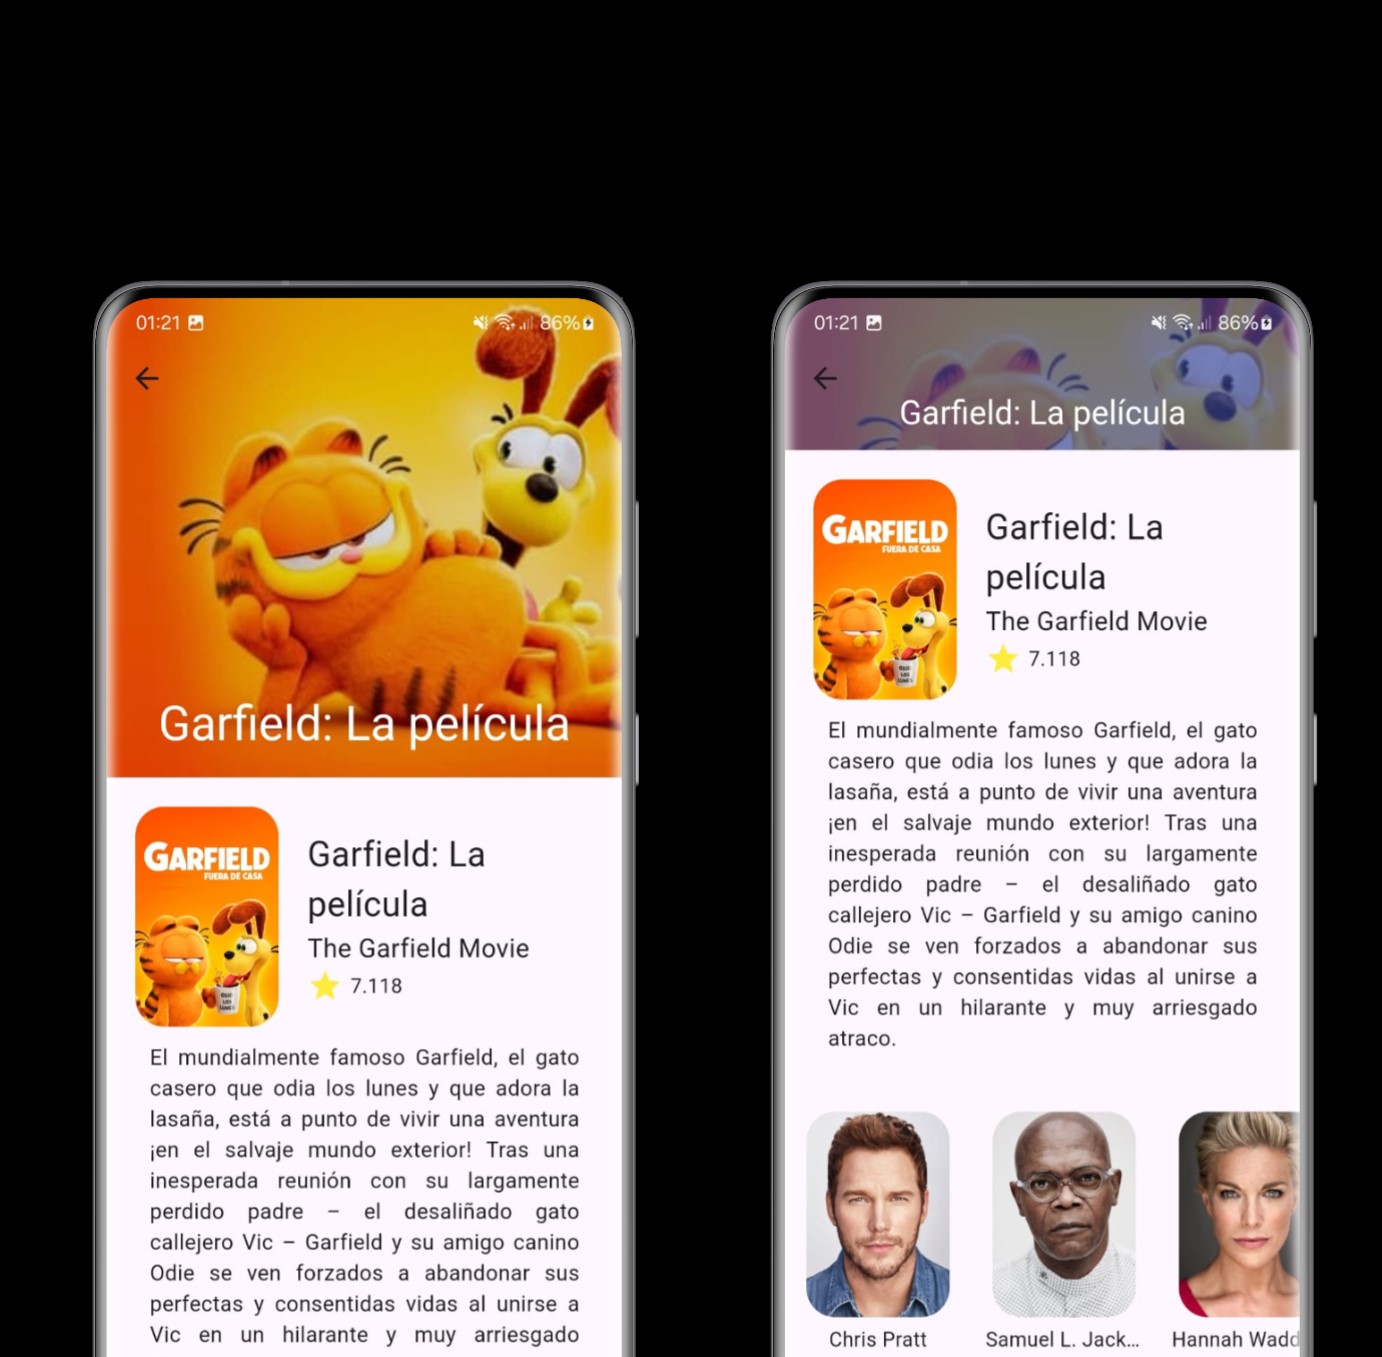 01:21
86%
Garfield: La película
GARFIELD
FUERA DE CASA
Garfield: La
película
The Garfield Movie
7.118
El mundialmente famoso Garfield, el gato
casero que odia los lunes y que adora la
lasaña, está a punto de vivir una aventura
¡en el salvaje mundo exterior! Tras una
inesperada reunión con su largamente
perdido padre – el desaliñado gato
callejero Vic – Garfield y su amigo canino
Odie se ven forzados a abandonar sus
perfectas y consentidas vidas al unirse a
Vic en un hilarante y muy arriesgado
01:21
86%
Garfield: La película
GARFIELD
FUERA DE CASA
Garfield: La
película
The Garfield Movie
7.118
El mundialmente famoso Garfield, el gato
casero que odia los lunes y que adora la
lasaña, está a punto de vivir una aventura
¡en el salvaje mundo exterior! Tras una
inesperada reunión con su largamente
perdido padre – el desaliñado gato
callejero Vic – Garfield y su amigo canino
Odie se ven forzados a abandonar sus
perfectas y consentidas vidas al unirse a
Vic en un hilarante y muy arriesgado
atraco.
Chris Pratt
Samuel L. Jack...
Hannah Wadd